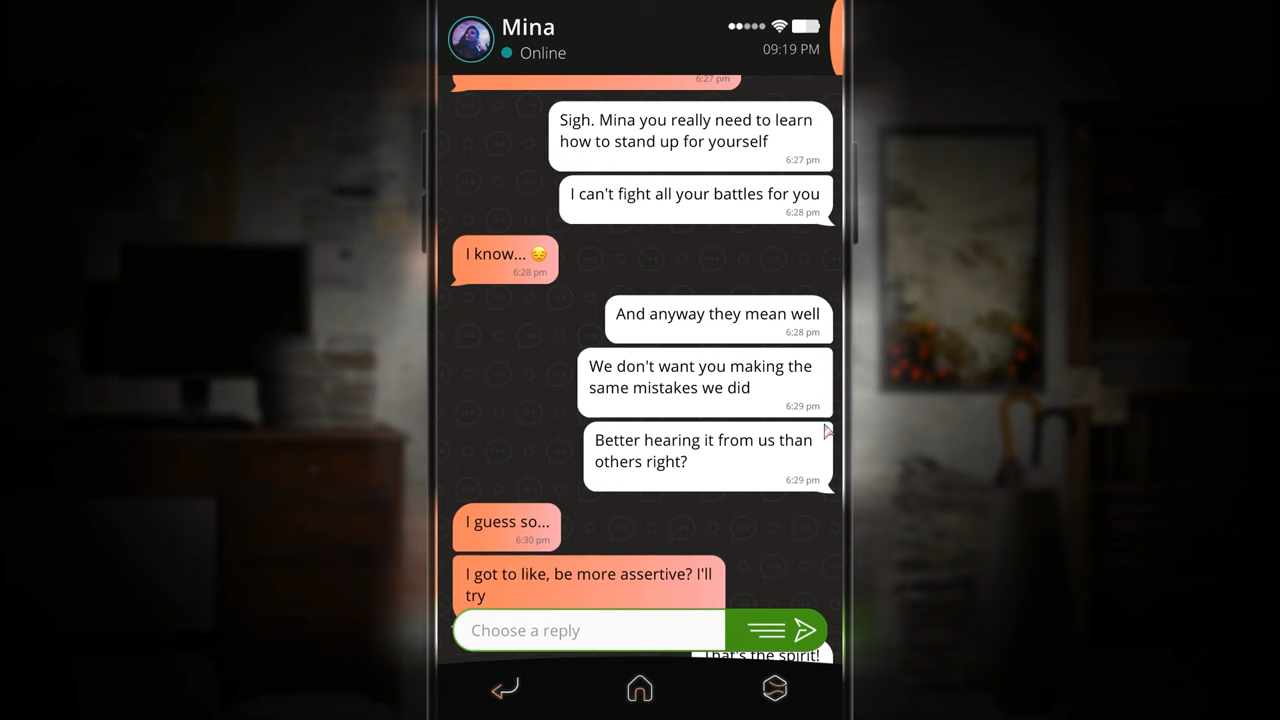 Mina
Online
09:19 PM
6:27 pm
Sigh. Mina you really need to learn
how to stand up for yourself
6:27 pm
I can't fight all your battles for you
6:28 pm
I know... 😔
6:28 pm
And anyway they mean well
6:28 pm
We don't want you making the
same mistakes we did
6:29 pm
Better hearing it from us than
others right?
6:29 pm
I guess so...
6:30 pm
I got to like, be more assertive? I'll
try
Choose a reply
That's the spirit!